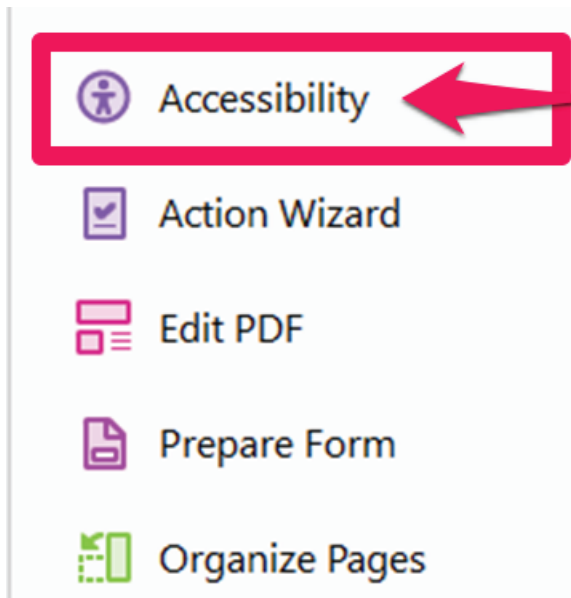 Accessibility
Action Wizard
Edit PDF
Prepare Form
Organize Pages